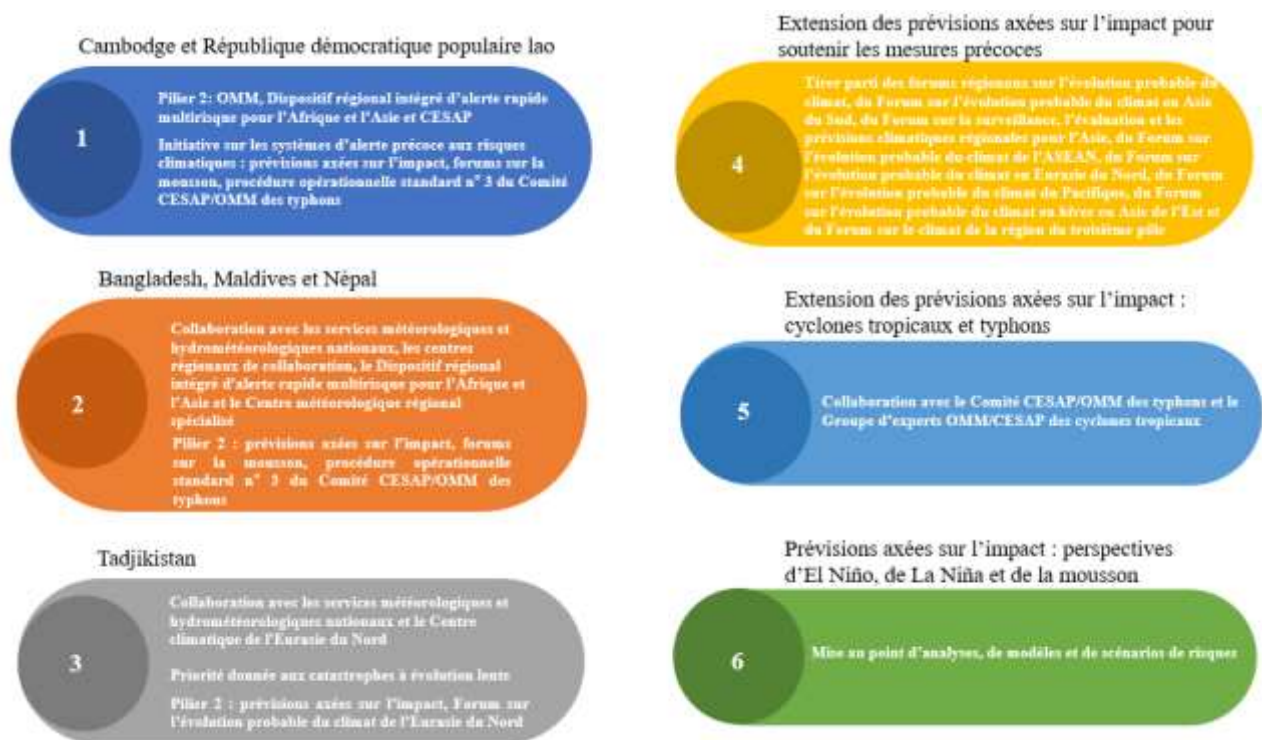 Cambodge et République démocratique populaire lao
1
Pilier 2: OMM, Dispositif régional intégré d'alerte rapide
multirisque pour l'Afrique et l'Asie et CESAP
Initiative sur les systèmes d'alerte précoce aux risques
climatiques : prévisions axées sur l'impact, forums sur la
mousson, procédure opérationnelle standard n° 3 du Comité
CESAP/OMM des typhons
Bangladesh, Maldives et Népal
2
Collaboration avec les services météorologiques et
hydrométéorologiques nationaux, les centres
régionaux de collaboration, le Dispositif régional
intégré d'alerte rapide multirisque pour l'Afrique et
l'Asie et le Centre météorologique régional
spécialisé
Pilier 2 : prévisions axées sur l'impact, forums
sur la mousson, procédure opérationnelle
standard n° 3 du Comité CESAP/OMM des
typhons
Tadjikistan
3
Collaboration avec les services météorologiques et
hydrométéorologiques nationaux et le Centre
climatique de l'Eurasie du Nord
Priorité donnée aux catastrophes à évolution lente
Pilier 2 : prévisions axées sur l'impact, Forum sur
l'évolution probable du climat de l'Eurasie du Nord
Extension des prévisions axées sur l'impact pour
soutenir les mesures précoces
4
Tirer parti des forums régionaux sur l'évolution probable du
climat, du Forum sur l'évolution probable du climat en Asie
du Sud, du Forum sur la surveillance, l'évaluation et les
prévisions climatiques régionales pour l'Asie, du Forum sur
l'évolution probable du climat de l'ASEAN, du Forum sur
l'évolution probable du climat en Eurasie du Nord, du Forum
sur l'évolution probable du climat du Pacifique, du Forum
sur l'évolution probable du climat en hiver en Asie de l'Est et
du Forum sur le climat de la région du troisième pôle
Extension des prévisions axées sur l'impact :
cyclones tropicaux et typhons
5
Collaboration avec le Comité CESAP/OMM des typhons et le
Groupe d'experts OMM/CESAP des cyclones tropicaux
Prévisions axées sur l'impact : perspectives
d'El Niño, de La Niña et de la mousson
6
Mise au point d'analyses, de modèles et de scénarios de risques